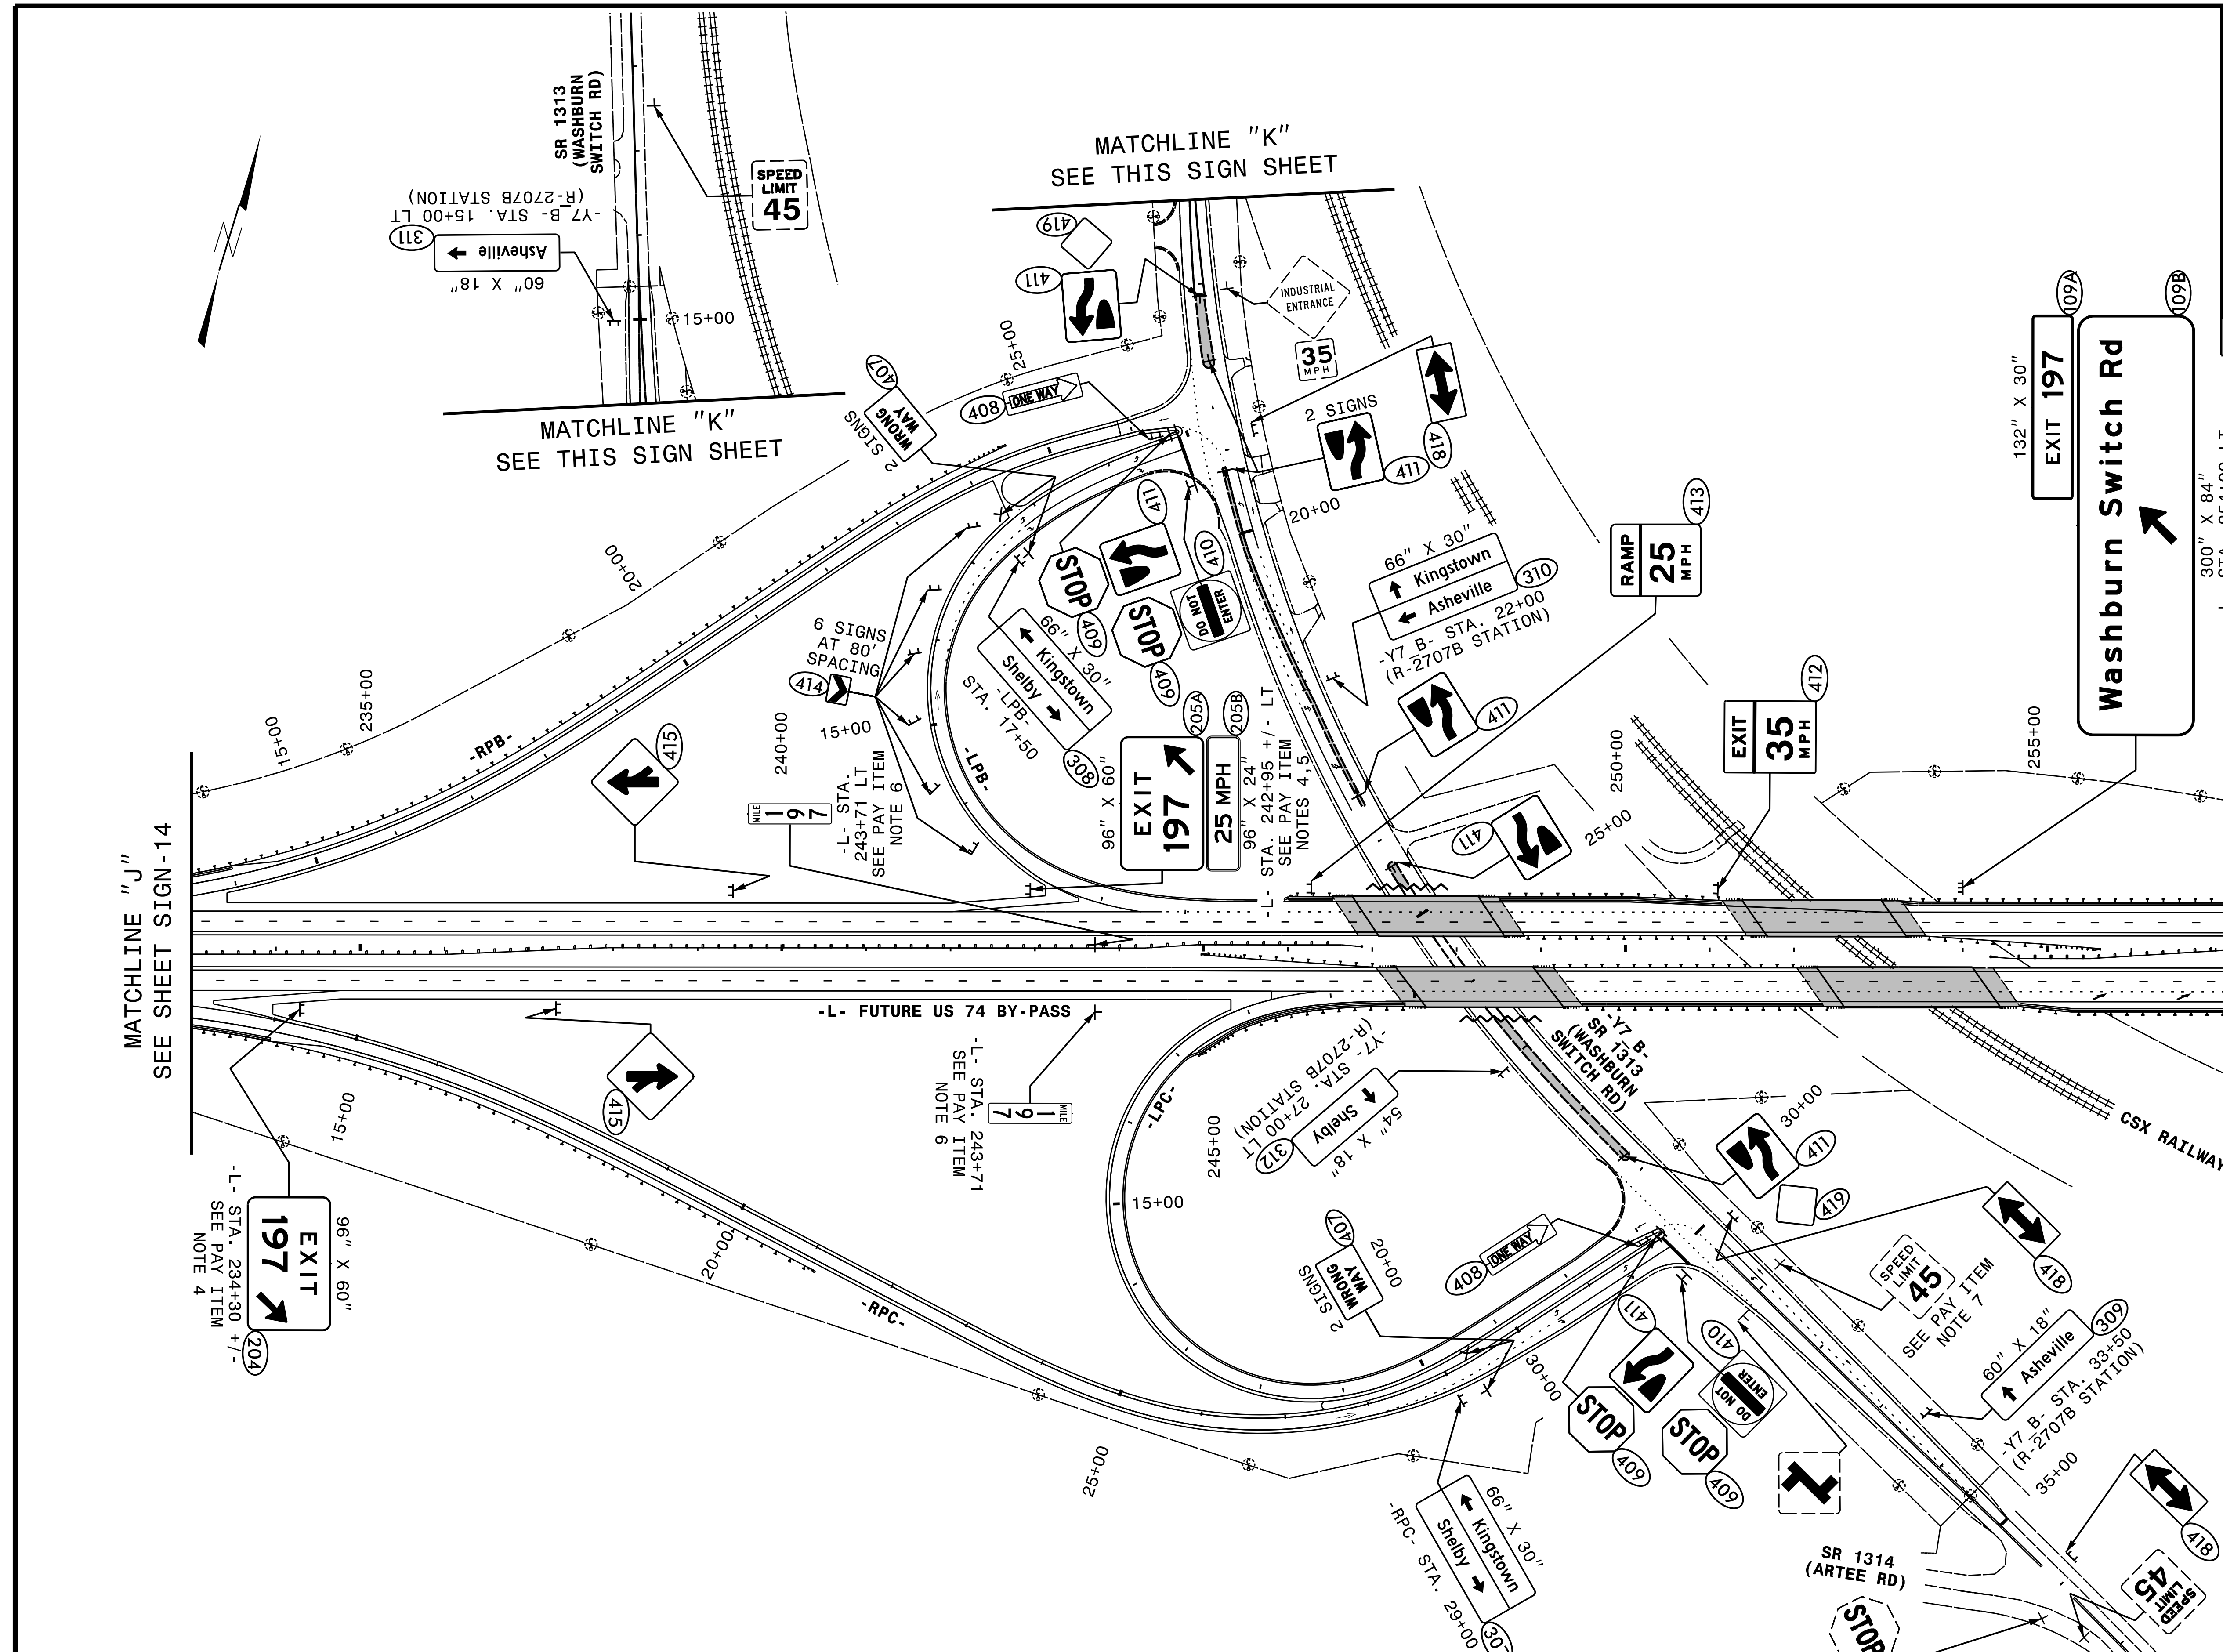 SR 1313
(WASHBURN
SWITCH RD)
SPEED
LIMIT
45
-Y7_B- STA. 15+00 LT
(R-2707B STATION)
311
Asheville
60" X 18"
15+00
MATCHLINE "K"
SEE THIS SIGN SHEET
MATCHLINE "K"
SEE THIS SIGN SHEET
419
411
INDUSTRIAL
ENTRANCE
35
MPH
25+00
407
WRONG
WAY
2 SIGNS
408
ONE WAY
2 SIGNS
411
418
20+00
20+00
411
STOP
409
STOP
409
410
DO NOT
ENTER
66" X 30"
Kingstown
Asheville
310
-Y7_B- STA. 22+00
(R-2707B STATION)
RAMP
25
MPH
413
6 SIGNS
AT 80'
SPACING
414
66" X 30"
Kingstown
Shelby
-LPB-
STA. 17+50
308
15+00
235+00
-RPB-
415
240+00
15+00
-LPB-
MILE
197
-L- STA.
243+71 LT
SEE PAY ITEM
NOTE 6
205A
205B
96" X 60"
EXIT
197
25 MPH
96" X 24"
-L- STA. 242+95 +/- LT
SEE PAY ITEM
NOTES 4,5
411
411
25+00
250+00
EXIT
35
MPH
412
255+00
109A
132" X 30"
EXIT 197
109B
Washburn Switch Rd
300" X 84"
MATCHLINE "J"
SEE SHEET SIGN-14
-L- FUTURE US 74 BY-PASS
415
15+00
-L- STA. 243+71
SEE PAY ITEM
NOTE 6
MILE
197
-LPC-
245+00
15+00
-Y7- STA. 27+00 LT
(R-2707B STATION)
312
Shelby
54" X 18"
-Y7_B-
SR 1313
(WASHBURN
SWITCH RD)
30+00
411
419
CSX RAILWAY
96" X 60"
EXIT
197
204
-L- STA. 234+30 +/-
SEE PAY ITEM
NOTE 4
20+00
-RPC-
407
WRONG
WAY
2 SIGNS
20+00
408
ONE WAY
418
SPEED
LIMIT
45
SEE PAY ITEM
NOTE 7
60" X 18"
Asheville
309
-Y7_B- STA. 33+50
(R-2707B STATION)
30+00
411
410
DO NOT
ENTER
STOP
409
STOP
409
25+00
66" X 30"
Kingstown
Shelby
-RPC- STA. 29+00
35+00
418
SR 1314
(ARTEE RD)
SPEED
LIMIT
45
STOP